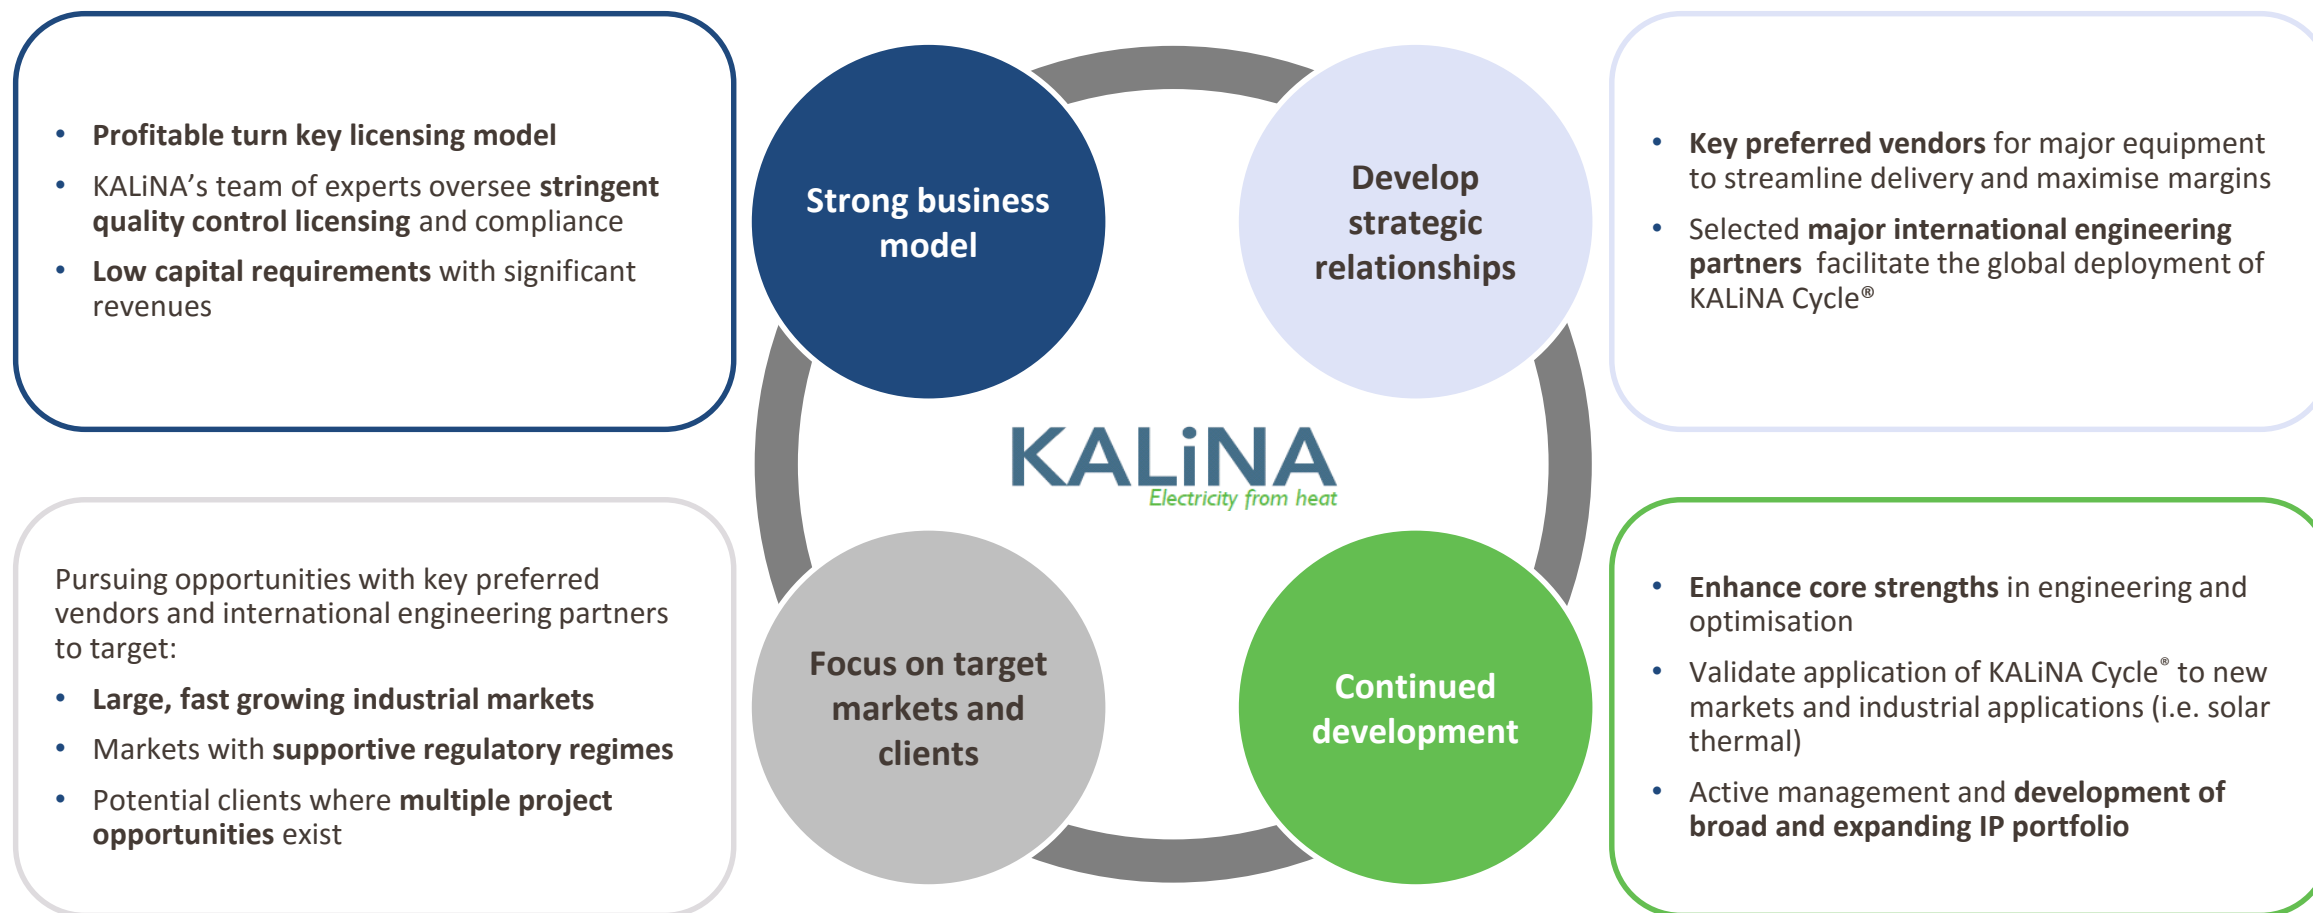 • Profitable turn key licensing model
• KALiNA’s team of experts oversee stringent
quality control licensing and compliance
• Low capital requirements with significant
revenues
Strong business
model
Develop
strategic
relationships
• Key preferred vendors for major equipment
to streamline delivery and maximise margins
• Selected major international engineering
partners facilitate the global deployment of
KALiNA Cycle®
KALiNA
Electricity from heat
Pursuing opportunities with key preferred
vendors and international engineering partners
to target:
• Large, fast growing industrial markets
• Markets with supportive regulatory regimes
• Potential clients where multiple project
opportunities exist
Focus on target
markets and
clients
Continued
development
• Enhance core strengths in engineering and
optimisation
• Validate application of KALiNA Cycle® to new
markets and industrial applications (i.e. solar
thermal)
• Active management and development of
broad and expanding IP portfolio